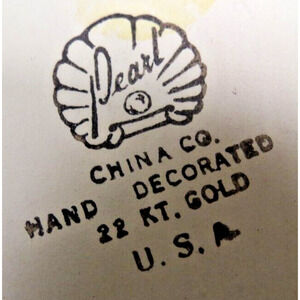 Pearl
CHINA CO.
HAND DECORATED
22 KT. GOLD
U.S.A